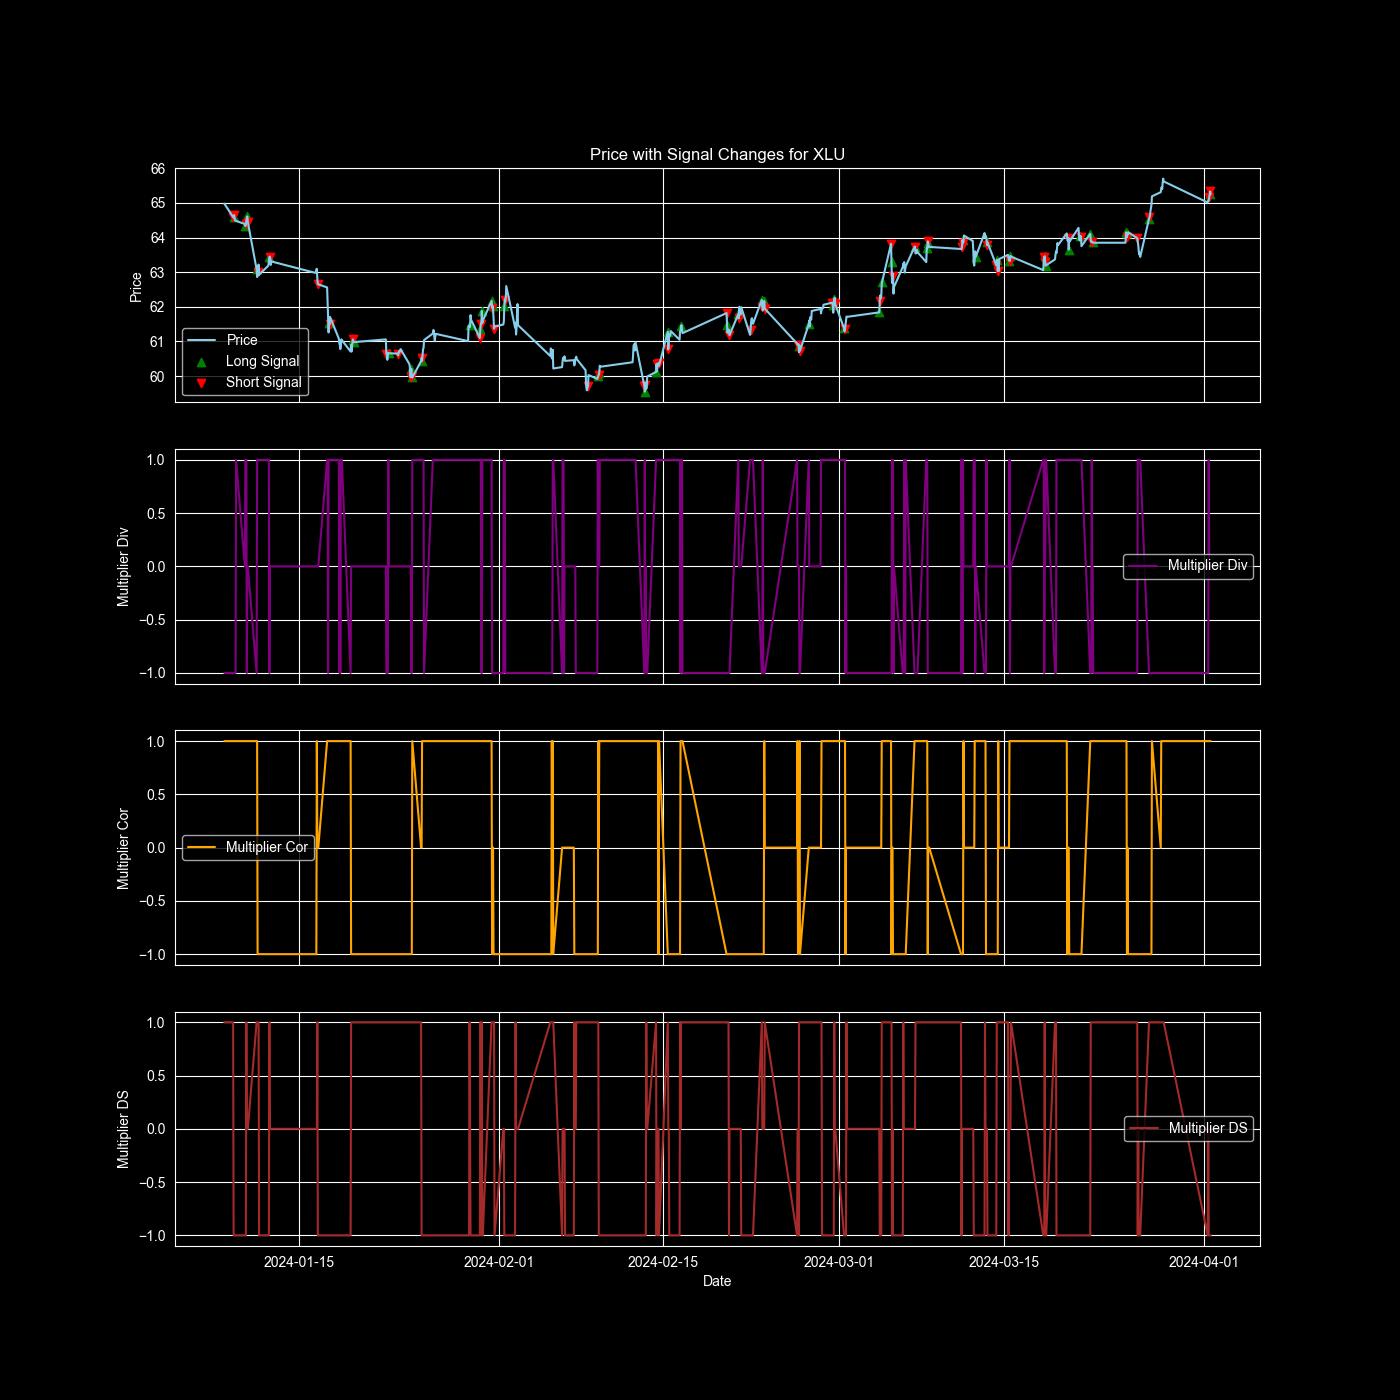 Price with Signal Changes for XLU
66
65
64
63
62
61
60
Price
Price
Long Signal
Short Signal
1.0
0.5
0.0
−0.5
−1.0
Multiplier Div
Multiplier Div
1.0
0.5
0.0
−0.5
−1.0
Multiplier Cor
Multiplier Cor
1.0
0.5
0.0
−0.5
−1.0
Multiplier DS
Multiplier DS
2024-01-15 2024-02-01 2024-02-15 2024-03-01 2024-03-15 2024-04-01
Date